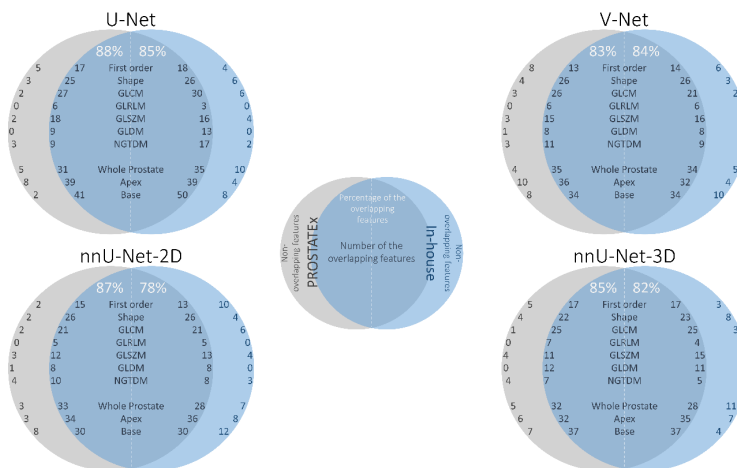 U-Net
88% 85%
5 17 First order 18 4
3 25 Shape 26 6
2 27 GLCM 30 6
0 6 GLRLM 3 0
2 18 GLSZM 16 4
0 9 GLDM 13 0
3 9 NGTDM 17 2
5 31 Whole Prostate 35 10
8 39 Apex 39 4
2 41 Base 50 8
V-Net
83% 84%
8 13 First order 14 6
4 26 Shape 26 3
3 26 GLCM 21 2
0 6 GLRLM 6
3 15 GLSZM 16
1 8 GLDM 8
3 11 NGTDM 9
4 35 Whole Prostate 34 5
10 36 Apex 32 4
8 34 Base 34 10
Percentage of the
overlapping
features
Number of the
overlapping features
Non-
overlapping features
PROSTATEx
In-house
Non-
overlapping features
nnU-Net-2D
87% 78%
2 15 First order 13 10
2 26 Shape 26 4
2 21 GLCM 21 6
0 5 GLRLM 5 0
3 12 GLSZM 13 4
1 8 GLDM 8 0
4 10 NGTDM 8 3
3 33 Whole Prostate 28 7
3 34 Apex 36 8
8 30 Base 30 12
nnU-Net-3D
85% 82%
5 17 First order 17 3
4 22 Shape 23 8
1 25 GLCM 25 3
0 7 GLRLM 4
4 11 GLSZM 15
0 12 GLDM 11
4 7 NGTDM 5
5 32 Whole Prostate 28 11
6 32 Apex 35 7
7 37 Base 37 4